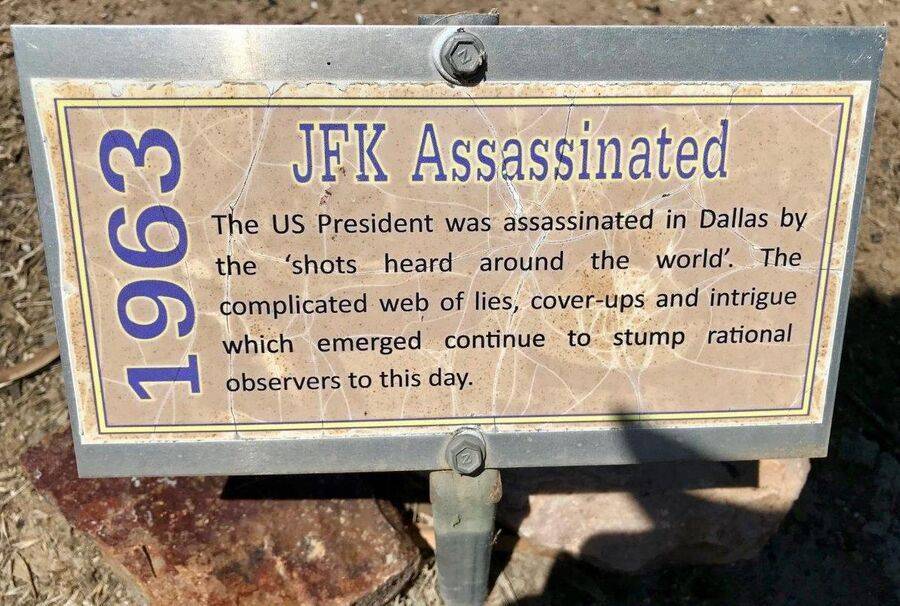 1963
JFK Assassinated
The US President was assassinated in Dallas by
the ‘shots heard around the world’. The
complicated web of lies, cover-ups and intrigue
which emerged continue to stump rational
observers to this day.